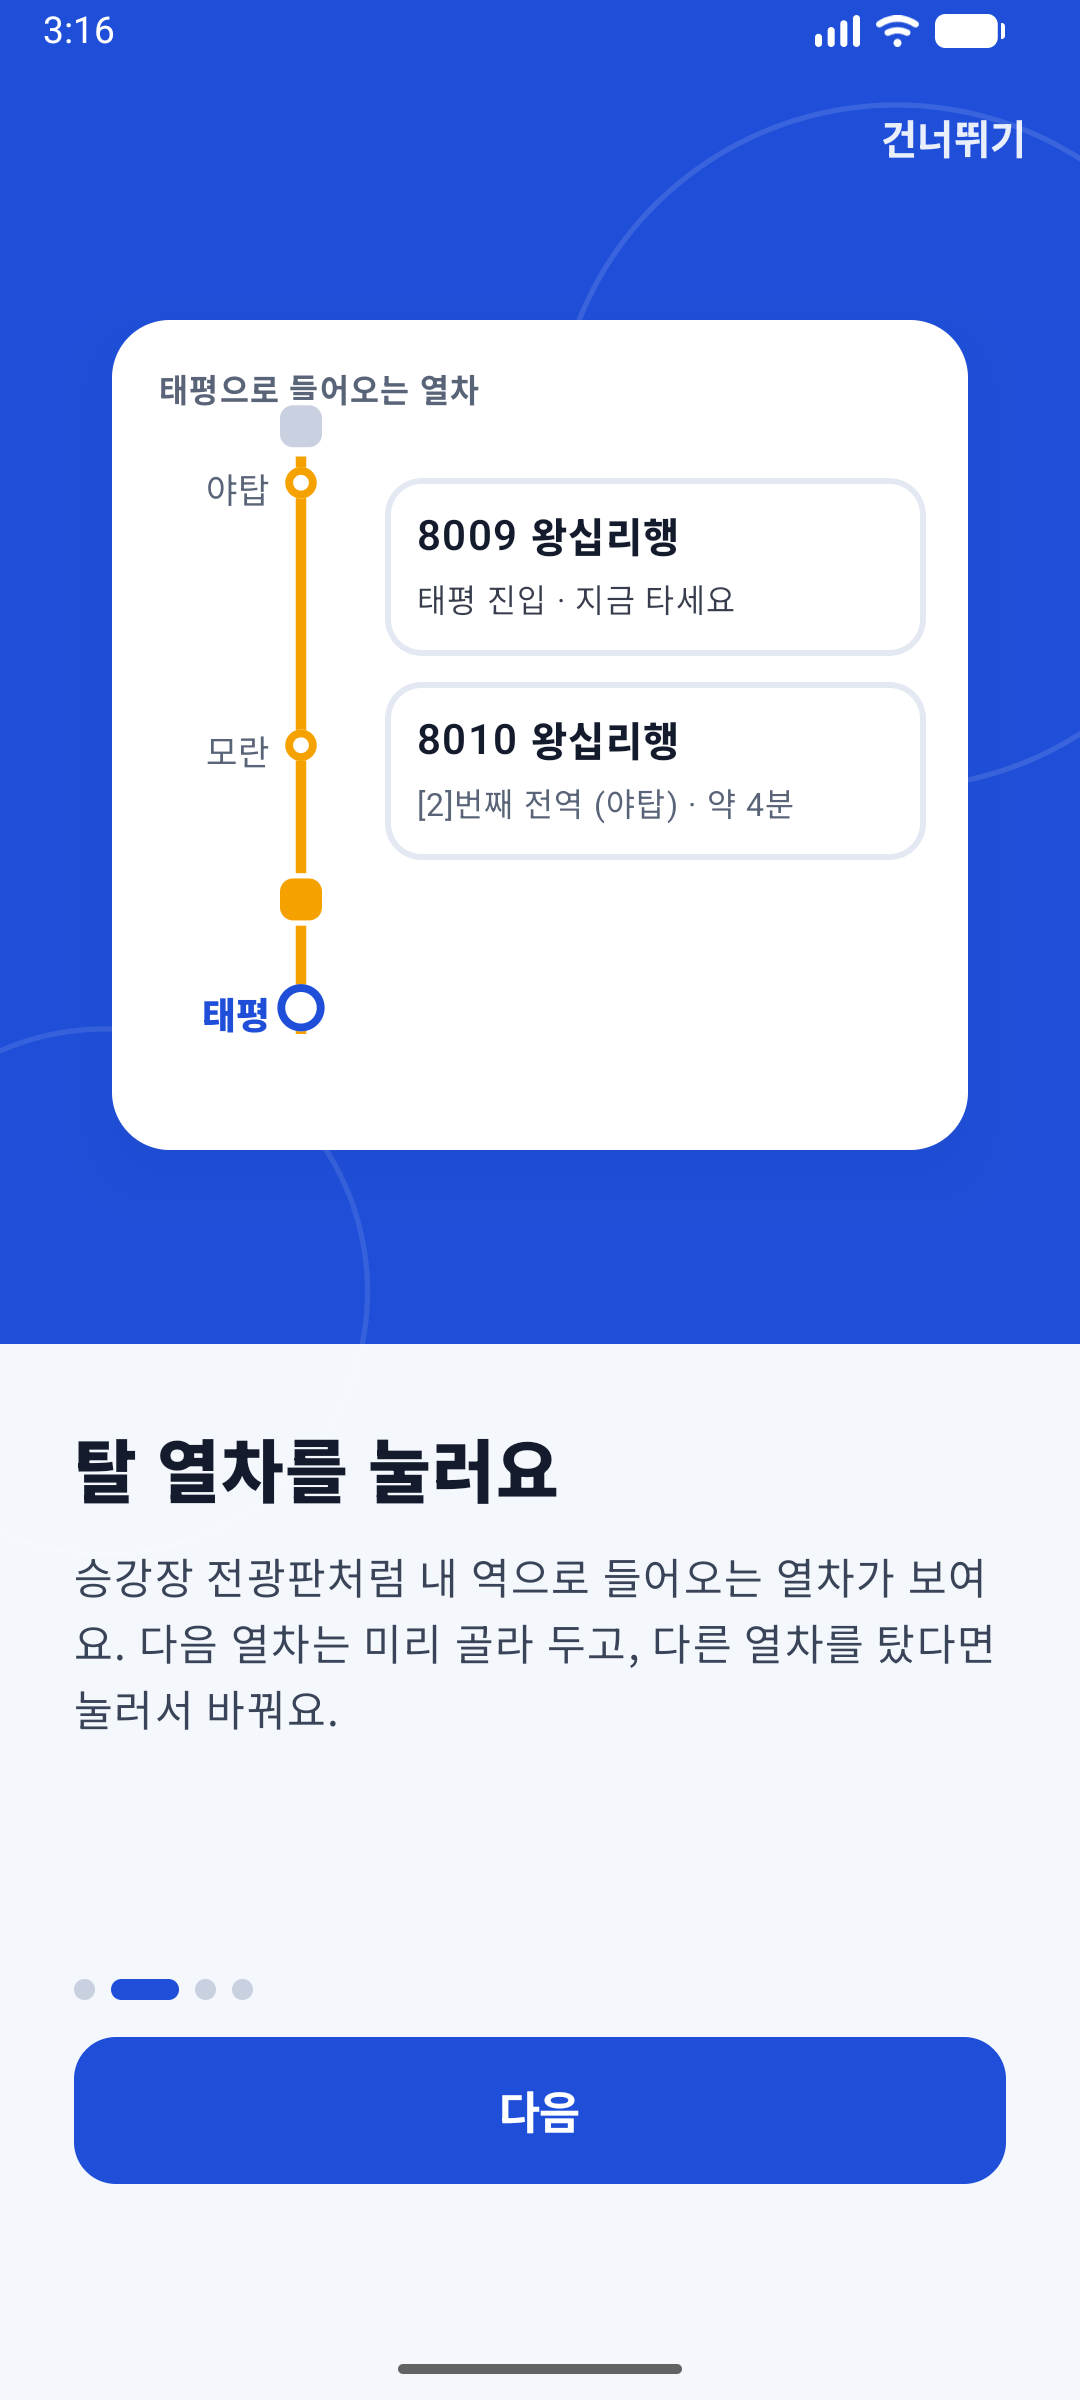 3:16
건너뛰기
태평으로 들어오는 열차
야탑
8009 왕십리행
태평 진입 · 지금 타세요
모란
8010 왕십리행
[2]번째 전역 (야탑) · 약 4분
태평
탈 열차를 눌러요
승강장 전광판처럼 내 역으로 들어오는 열차가 보여
요. 다음 열차는 미리 골라 두고, 다른 열차를 탔다면
눌러서 바꿔요.
다음